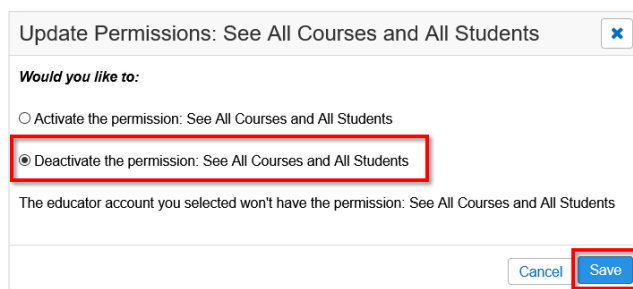 Update Permissions: See All Courses and All Students
Would you like to:
Activate the permission: See All Courses and All Students
Deactivate the permission: See All Courses and All Students
The educator account you selected won't have the permission: See All Courses and All Students
Cancel Save